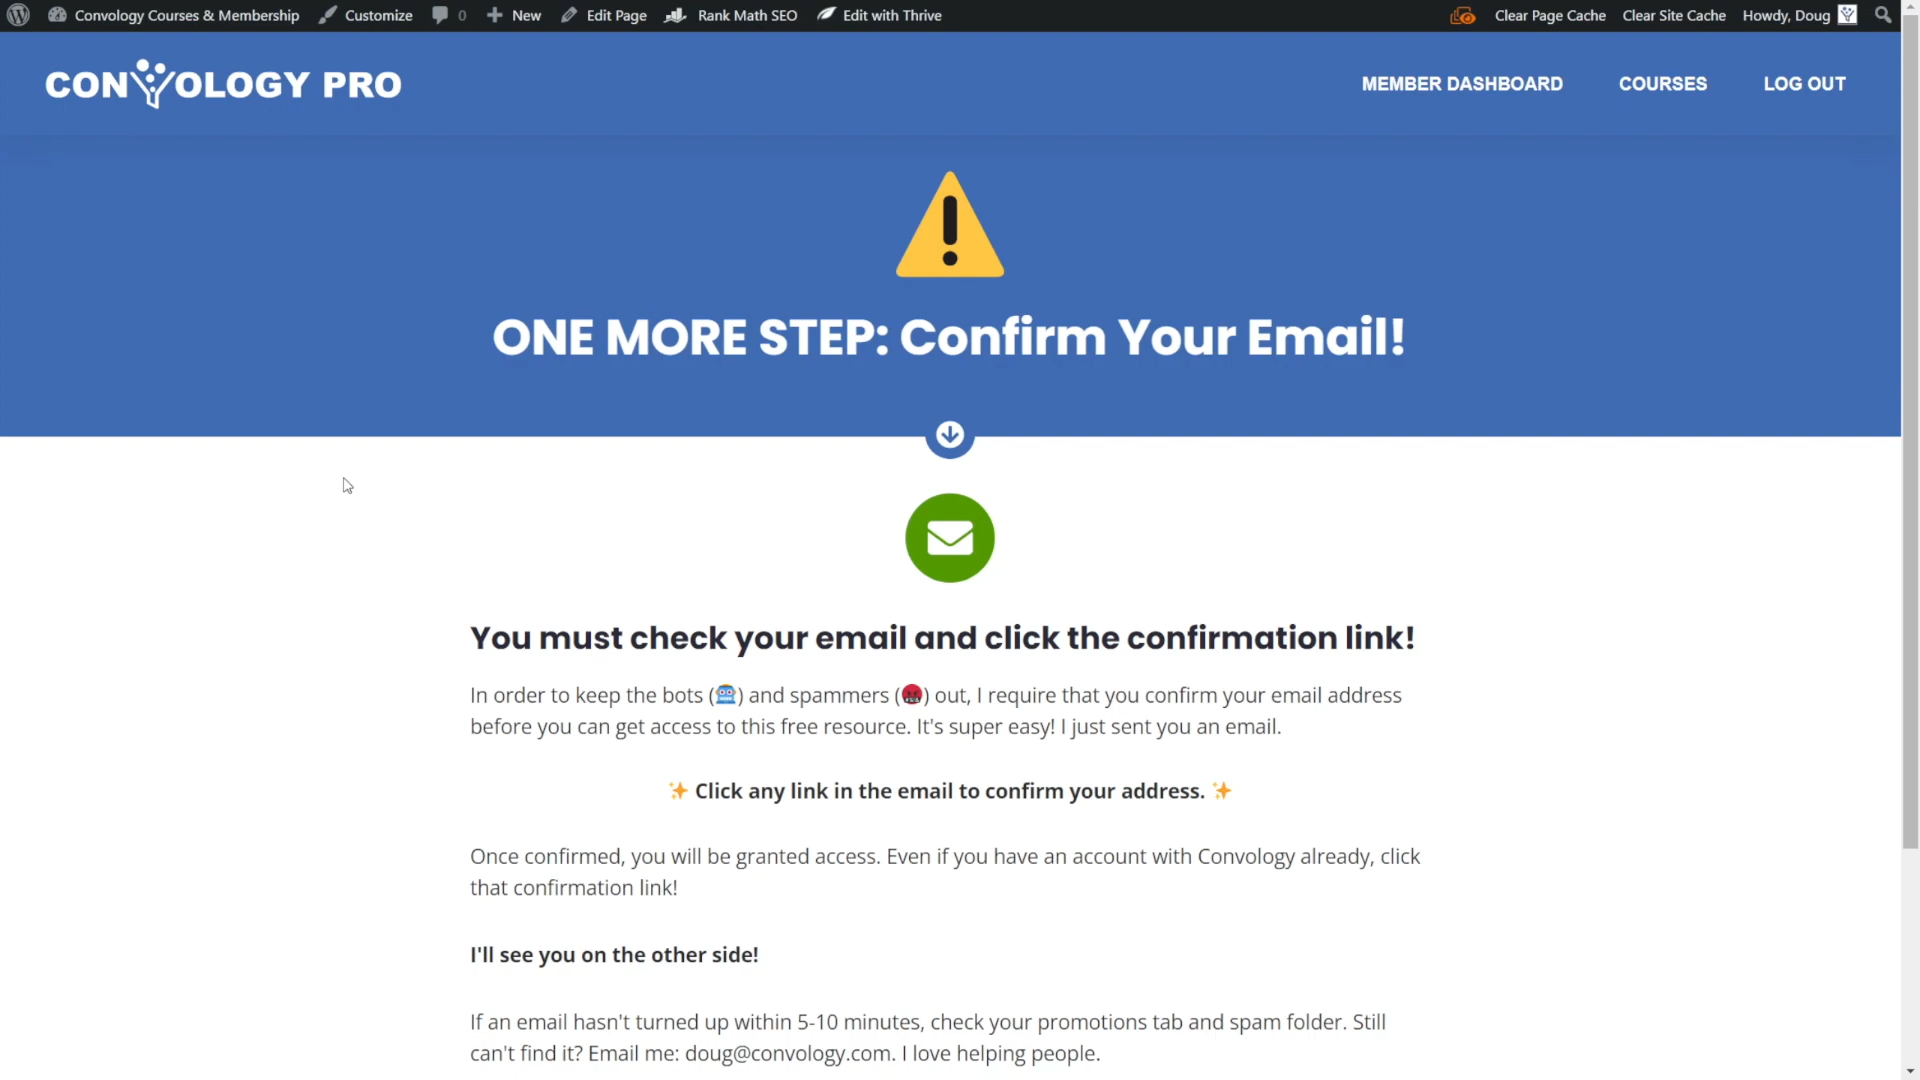 Convology Courses & Membership Customize 0 New Edit Page Rank Math SEO Edit with Thrive Clear Page Cache Clear Site Cache Howdy, Doug
CONVOLOGY PRO MEMBER DASHBOARD COURSES LOG OUT
ONE MORE STEP: Confirm Your Email!
You must check your email and click the confirmation link!
In order to keep the bots (🤖) and spammers (🤬) out, I require that you confirm your email address
before you can get access to this free resource. It's super easy! I just sent you an email.
✨ Click any link in the email to confirm your address. ✨
Once confirmed, you will be granted access. Even if you have an account with Convology already, click
that confirmation link!
I'll see you on the other side!
If an email hasn't turned up within 5-10 minutes, check your promotions tab and spam folder. Still
can't find it? Email me: doug@convology.com. I love helping people.